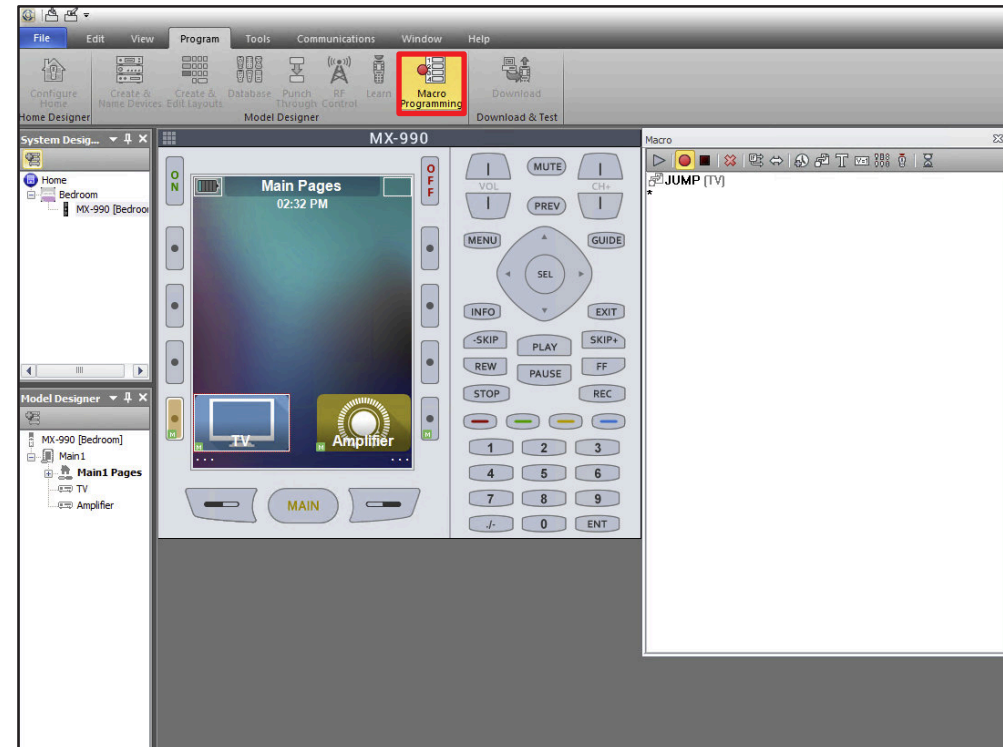 File Edit View Program Tools Communications Window Help
Configure Home
Create & Name Devices
Create & Edit Layouts
Database
Punch Through
RF Control
Learn
Macro Programming
Download
Home Designer Model Designer Download & Test
System Desig...
Home
Bedroom
MX-990 [Bedroom
MX-990
ON
OFF
Main Pages
02:32 PM
M
M
TV
M
Amplifier
M
...
...
MAIN
VOL
MUTE
CH+
PREV
MENU
GUIDE
SEL
INFO
EXIT
-SKIP
PLAY
SKIP+
REW
PAUSE
FF
STOP
REC
1 2 3
4 5 6
7 8 9
./- 0 ENT
Macro
JUMP (TV)
*
Model Designer
MX-990 [Bedroom]
Main1
Main1 Pages
TV
Amplifier